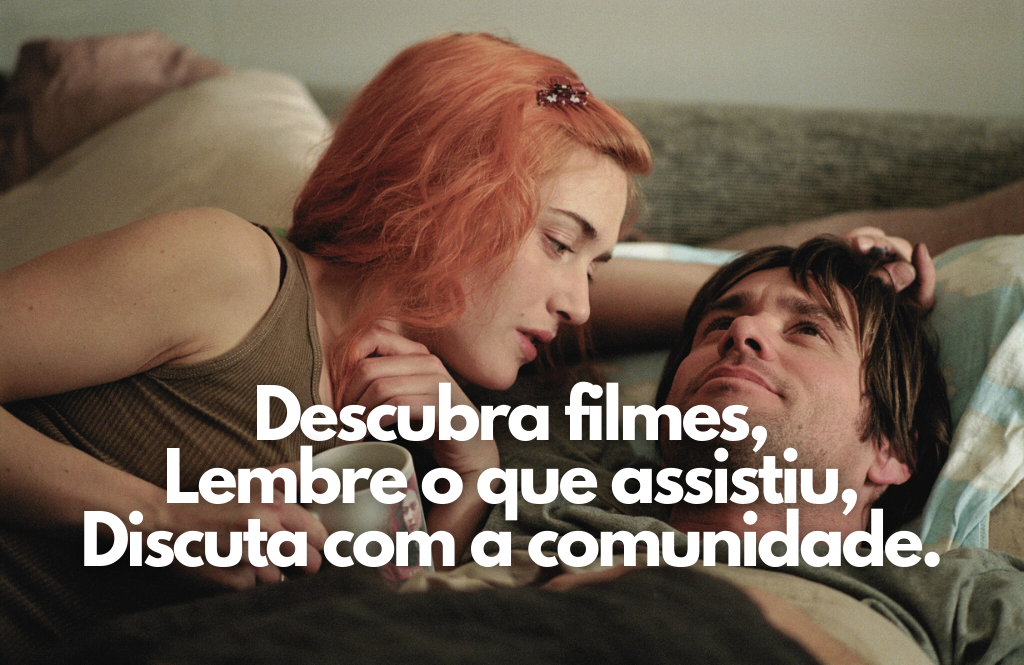 Descubra filmes,
Lembre o que assistiu,
Discuta com a comunidade.